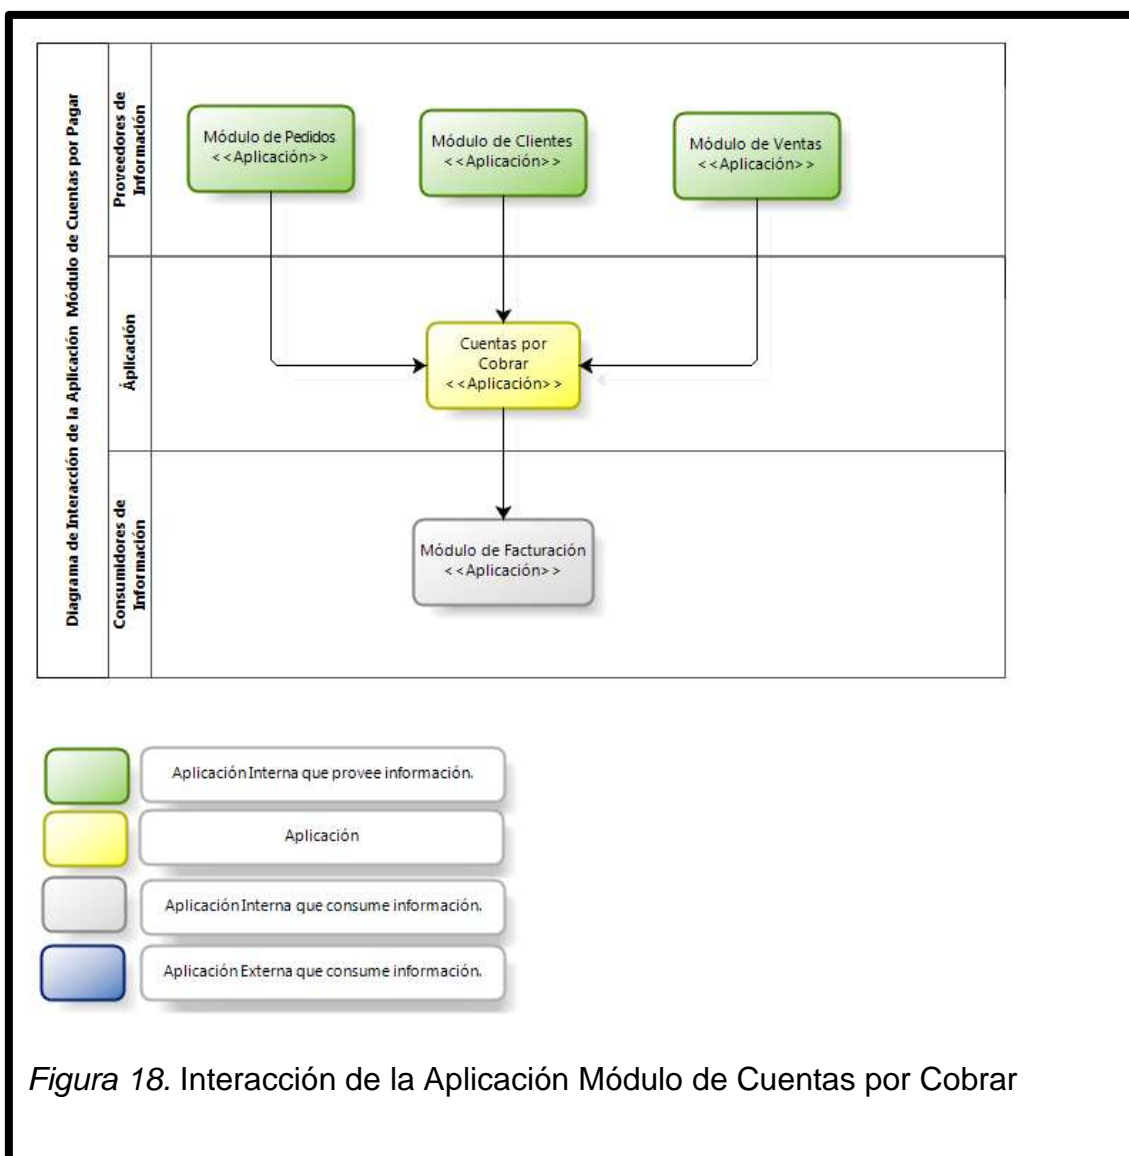 Diagrama de Interacción de la Aplicación Módulo de Cuentas por Pagar
Proveedores de
Información
Módulo de Pedidos
<<Aplicación>>
Módulo de Clientes
<<Aplicación>>
Módulo de Ventas
<<Aplicación>>
Áplicación
Cuentas por
Cobrar
<<Aplicación>>
Consumidores de
Información
Módulo de Facturación
<<Aplicación>>
Aplicación Interna que provee información.
Aplicación
Aplicación Interna que consume información.
Aplicación Externa que consume información.
Figura 18. Interacción de la Aplicación Módulo de Cuentas por Cobrar